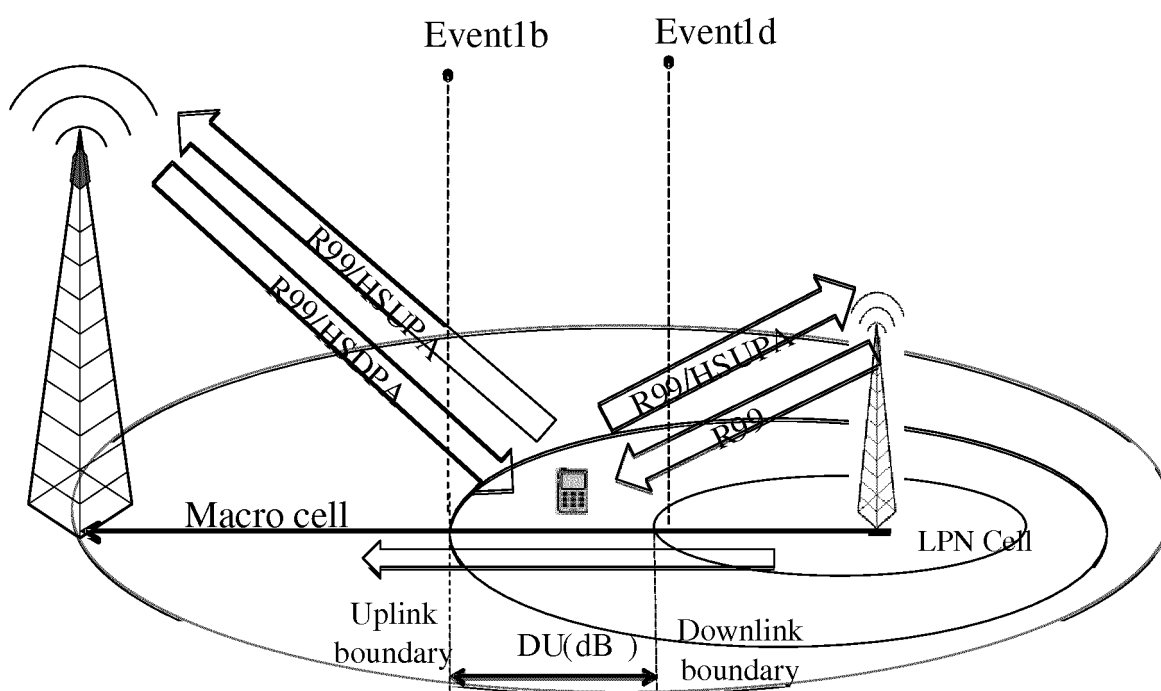 Event1b
Event1d
R99/HSUPA
R99/HSDPA
R99/HSUPA
R99
Macro cell
LPN Cell
Uplink
boundary
DU(dB )
Downlink
boundary